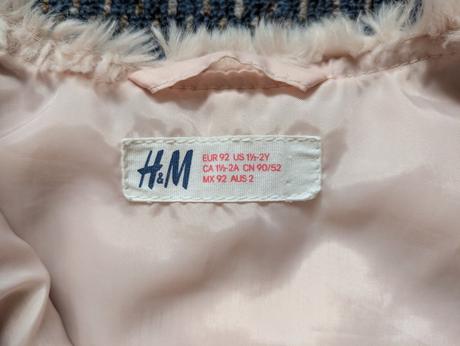 H&M
EUR 92 US 1½-2Y
CA 1½-2A CN 90/52
MX 92 AUS 2